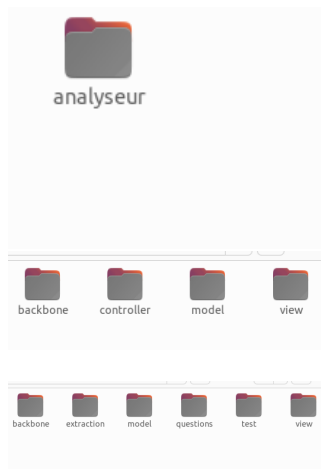 analyseur
backbone controller model view
backbone extraction model questions test view